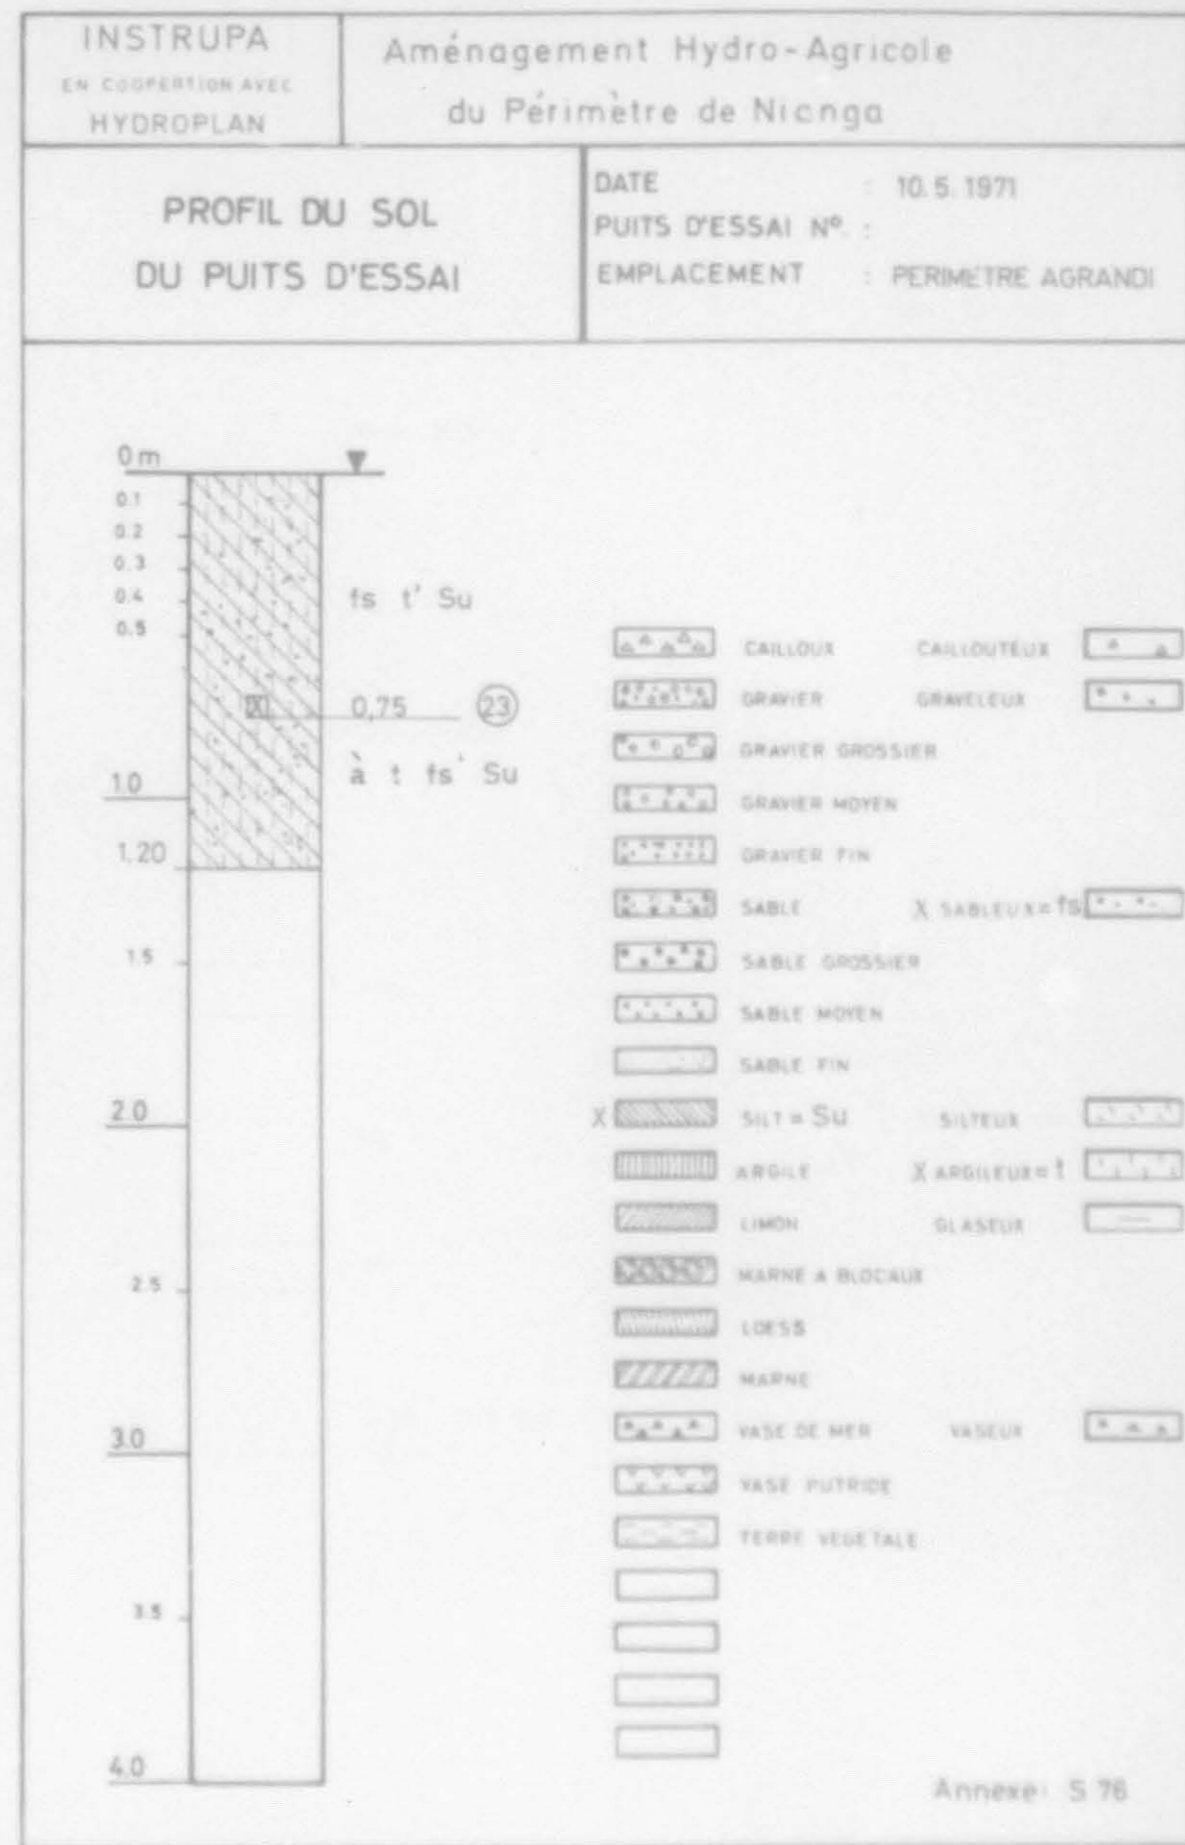 INSTRUPA
EN COOPERTION AVEC
HYDROPLAN
Aménagement Hydro-Agricole
du Périmètre de Nianga
PROFIL DU SOL
DU PUITS D'ESSAI
DATE : 10.5.1971
PUITS D'ESSAI Nº. :
EMPLACEMENT : PERIMETRE AGRANDI
0 m
0.1
0.2
0.3
0.4
0.5
1.0
1.20
1.5
2.0
2.5
3.0
3.5
4.0
fs t' Su
0,75 23
à t fs' Su
CAILLOUX CAILLOUTEUX
GRAVIER GRAVELEUX
GRAVIER GROSSIER
GRAVIER MOYEN
GRAVIER FIN
SABLE X SABLEUX = fs
SABLE GROSSIER
SABLE MOYEN
SABLE FIN
X SILT = Su SILTEUX
ARGILE X ARGILEUX = t
LIMON GLASEUX
MARNE A BLOCAUX
LOESS
MARNE
VASE DE MER VASEUX
VASE PUTRIDE
TERRE VEGETALE
Annexe: S 76